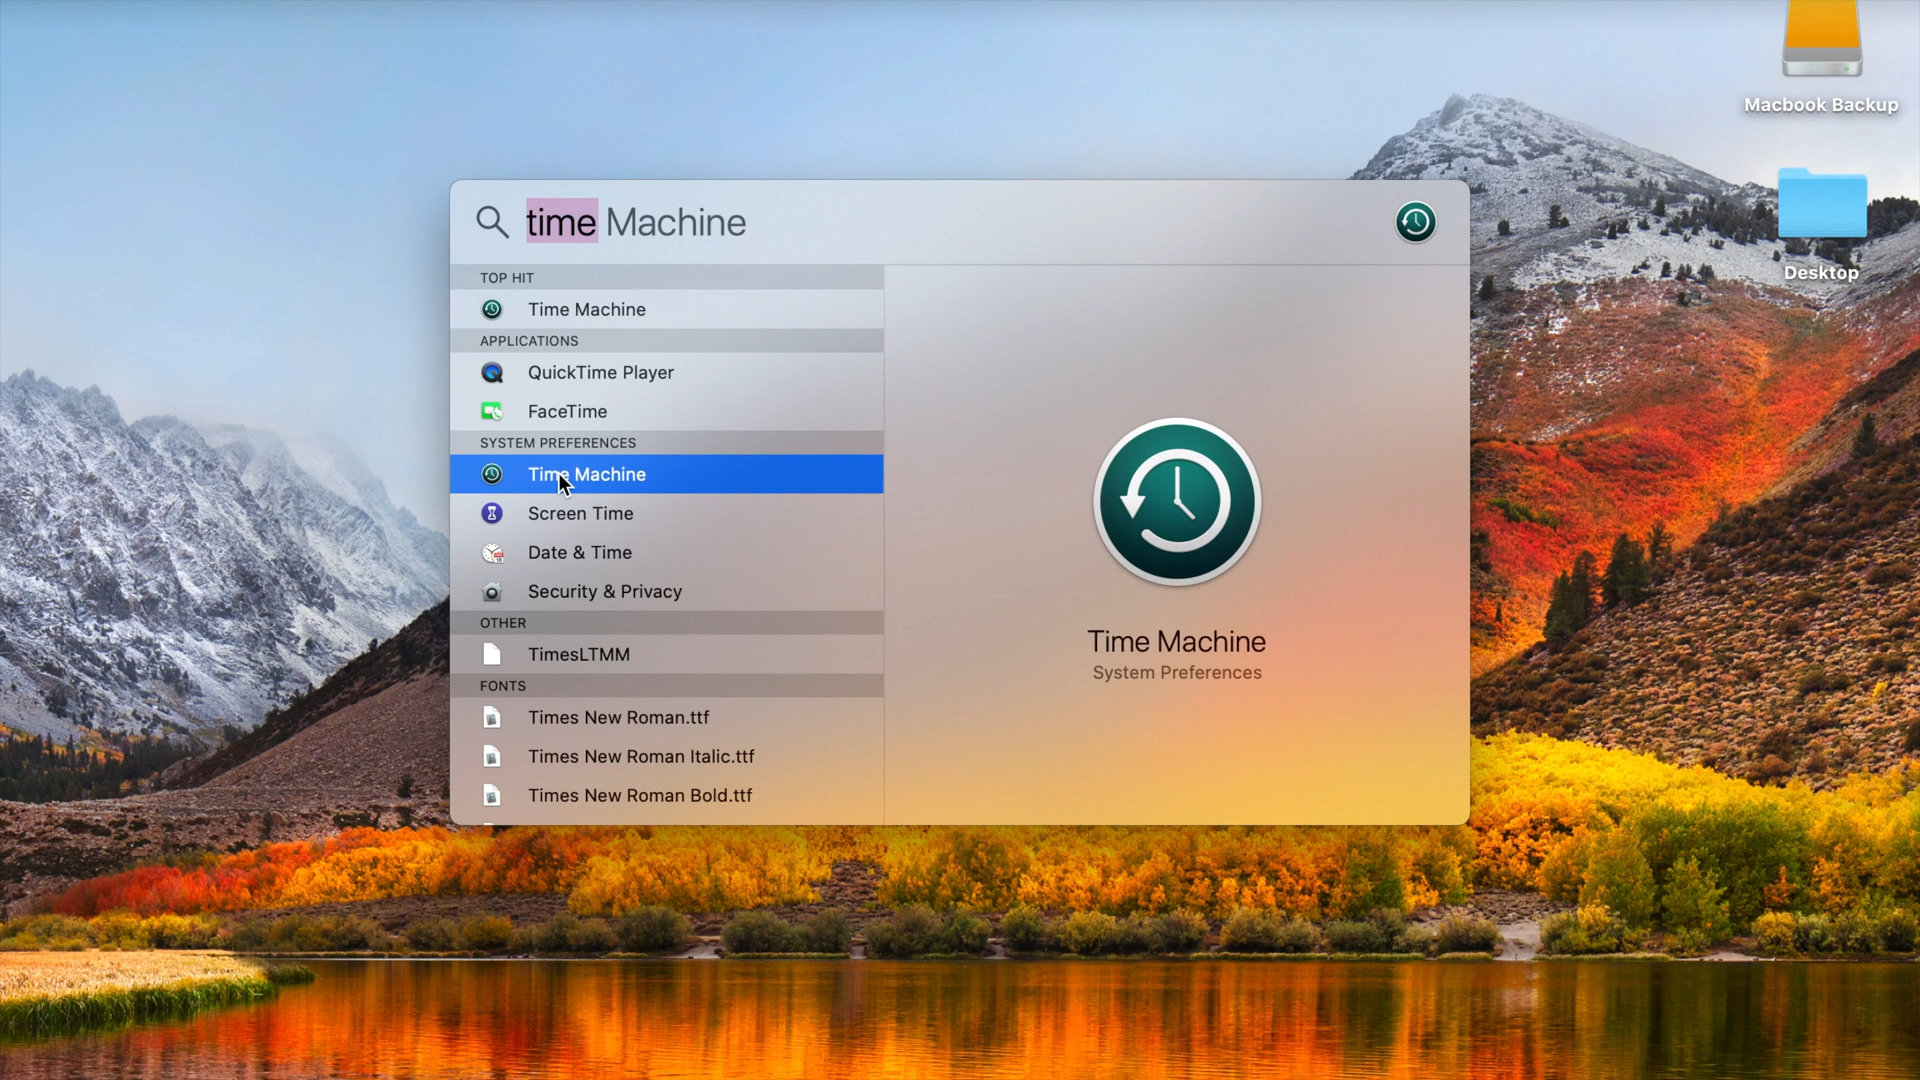 Macbook Backup
Desktop
time Machine
TOP HIT
Time Machine
APPLICATIONS
QuickTime Player
FaceTime
SYSTEM PREFERENCES
Time Machine
Screen Time
Date & Time
Security & Privacy
OTHER
TimesLTMM
FONTS
Times New Roman.ttf
Times New Roman Italic.ttf
Times New Roman Bold.ttf
Time Machine
System Preferences